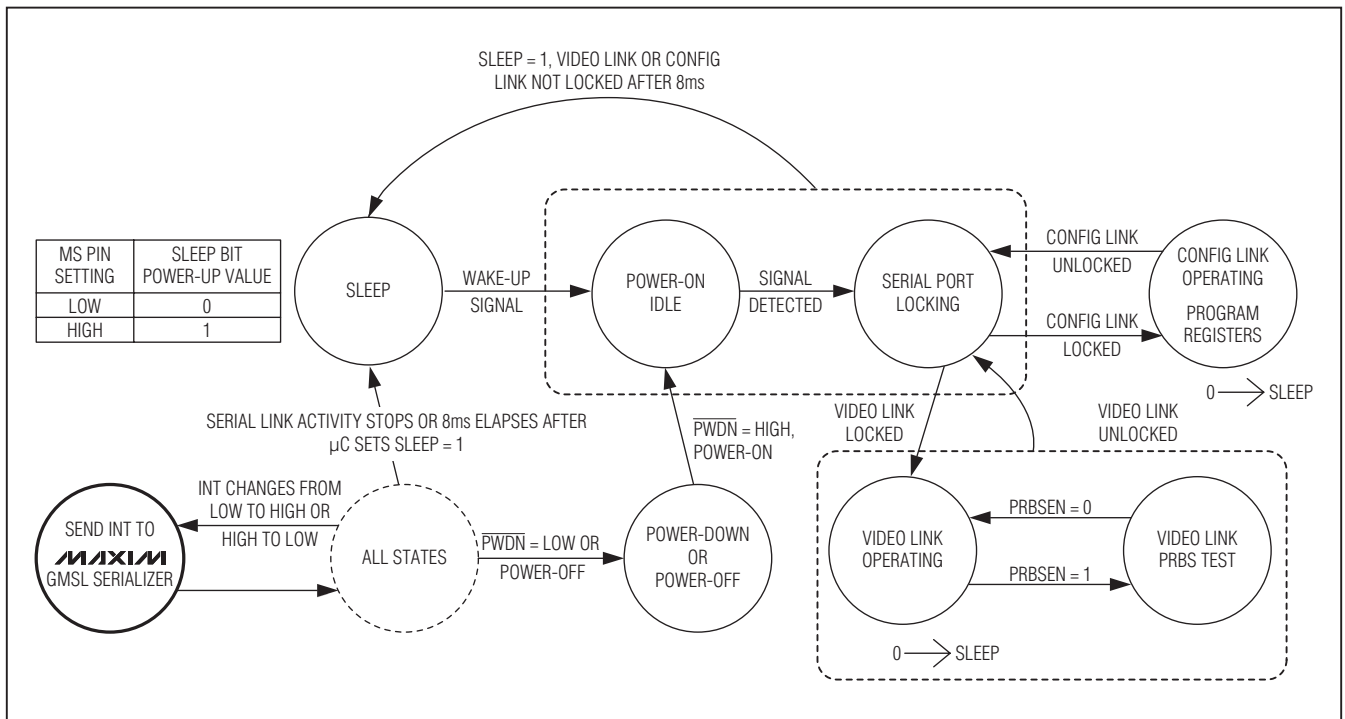 SLEEP = 1, VIDEO LINK OR CONFIG
LINK NOT LOCKED AFTER 8ms
MS PIN SETTING
SLEEP BIT POWER-UP VALUE
LOW 0
HIGH 1
SLEEP
WAKE-UP
SIGNAL
POWER-ON
IDLE
SIGNAL
DETECTED
SERIAL PORT
LOCKING
CONFIG LINK
UNLOCKED
CONFIG LINK
LOCKED
CONFIG LINK
OPERATING
PROGRAM
REGISTERS
0 → SLEEP
SERIAL LINK ACTIVITY STOPS OR 8ms ELAPSES AFTER
µC SETS SLEEP = 1
P̅W̅D̅N̅ = HIGH,
POWER-ON
VIDEO LINK
LOCKED
VIDEO LINK
UNLOCKED
INT CHANGES FROM
LOW TO HIGH OR
HIGH TO LOW
SEND INT TO
MAXIM
GMSL SERIALIZER
ALL STATES
P̅W̅D̅N̅ = LOW OR
POWER-OFF
POWER-DOWN
OR
POWER-OFF
VIDEO LINK
OPERATING
PRBSEN = 0
PRBSEN = 1
VIDEO LINK
PRBS TEST
0 → SLEEP